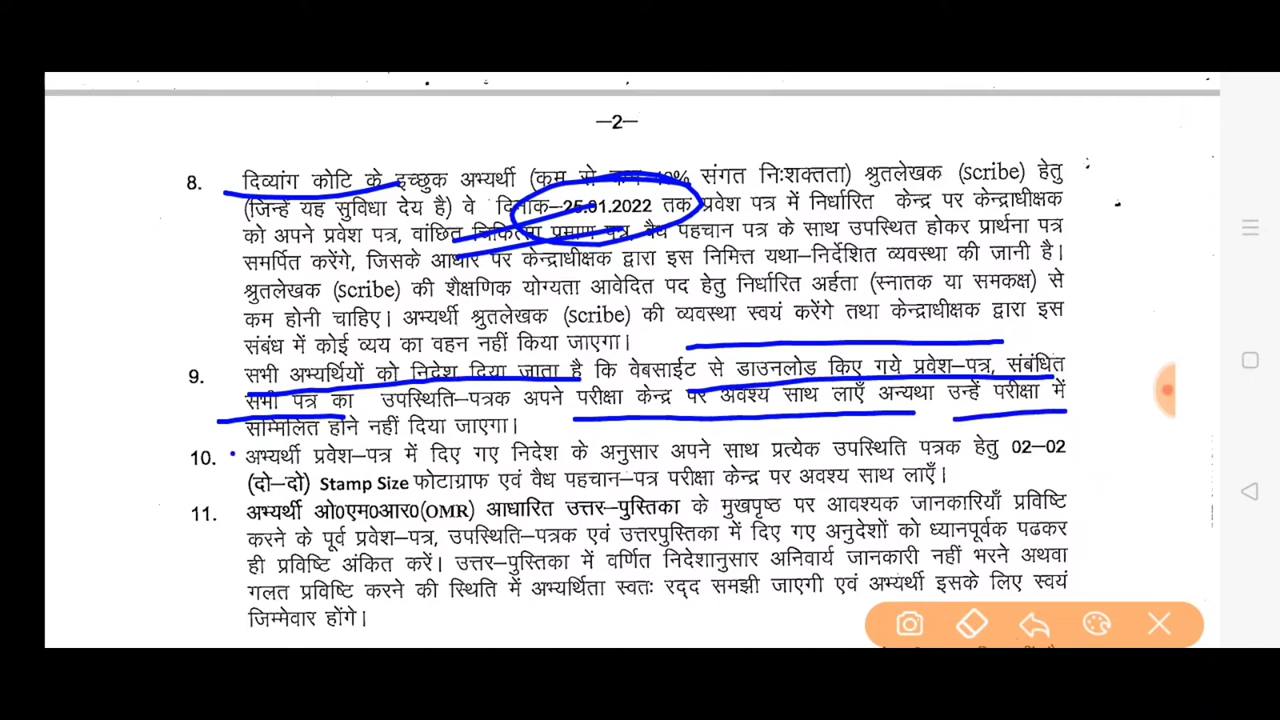 –2–
8. दिव्यांग कोटि के इच्छुक अभ्यर्थी (कम से कम 40% संगत निःशक्तता) श्रुतलेखक (scribe) हेतु
(जिन्हें यह सुविधा देय है) वे दिनांक–25.01.2022 तक प्रवेश पत्र में निर्धारित केन्द्र पर केन्द्राधीक्षक
को अपने प्रवेश पत्र, वांछित चिकित्सा प्रमाण पत्र, वैध पहचान पत्र के साथ उपस्थित होकर प्रार्थना पत्र
समर्पित करेंगे, जिसके आधार पर केन्द्राधीक्षक द्वारा इस निमित्त यथा–निर्देशित व्यवस्था की जानी है।
श्रुतलेखक (scribe) की शैक्षणिक योग्यता आवेदित पद हेतु निर्धारित अर्हता (स्नातक या समकक्ष) से
कम होनी चाहिए। अभ्यर्थी श्रुतलेखक (scribe) की व्यवस्था स्वयं करेंगे तथा केन्द्राधीक्षक द्वारा इस
संबंध में कोई व्यय का वहन नहीं किया जाएगा।
9. सभी अभ्यर्थियों को निदेश दिया जाता है कि वेबसाईट से डाउनलोड किए गये प्रवेश–पत्र, संबंधित
सभी पत्र का उपस्थिति–पत्रक अपने परीक्षा केन्द्र पर अवश्य साथ लाएँ अन्यथा उन्हें परीक्षा में
सम्मिलित होने नहीं दिया जाएगा।
10. अभ्यर्थी प्रवेश–पत्र में दिए गए निदेश के अनुसार अपने साथ प्रत्येक उपस्थिति पत्रक हेतु 02–02
(दो–दो) Stamp Size फोटाग्राफ एवं वैध पहचान–पत्र परीक्षा केन्द्र पर अवश्य साथ लाएँ।
11. अभ्यर्थी ओ0एम0आर0(OMR) आधारित उत्तर–पुस्तिका के मुखपृष्ठ पर आवश्यक जानकारियाँ प्रविष्टि
करने के पूर्व प्रवेश–पत्र, उपस्थिति–पत्रक एवं उत्तरपुस्तिका में दिए गए अनुदेशों को ध्यानपूर्वक पढकर
ही प्रविष्टि अंकित करें। उत्तर–पुस्तिका में वर्णित निदेशानुसार अनिवार्य जानकारी नहीं भरने अथवा
गलत प्रविष्टि करने की स्थिति में अभ्यर्थिता स्वतः रद्द समझी जाएगी एवं अभ्यर्थी इसके लिए स्वयं
जिम्मेवार होंगे।